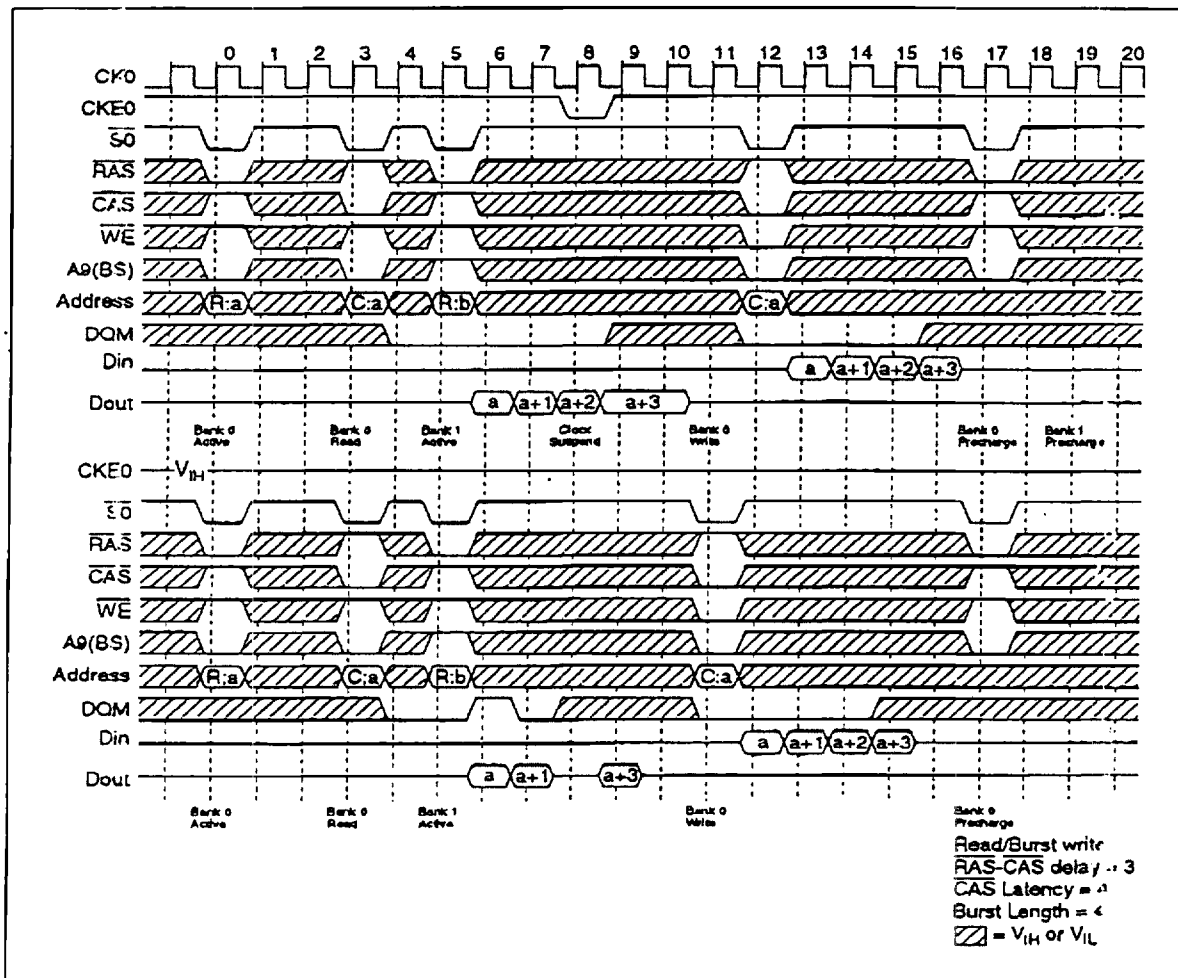 0 1 2 3 4 5 6 7 8 9 10 11 12 13 14 15 16 17 18 19 20
CK0
CKE0
S0
RAS
CAS
WE
A9(BS)
Address R:a C:a R:b C:a
DQM
Din a a+1 a+2 a+3
Dout a a+1 a+2 a+3
Bank 0 Active Bank 0 Read Bank 1 Active Clock Suspend Bank 0 Write Bank 0 Precharge Bank 1 Precharge
CKE0 VIH
S0
RAS
CAS
WE
A9(BS)
Address R:a C:a R:b C:a
DQM
Din a a+1 a+2 a+3
Dout a a+1 a+3
Bank 0 Active Bank 0 Read Bank 1 Active Bank 0 Write Bank 0 Precharge
Read/Burst write
RAS-CAS delay = 3
CAS Latency =
Burst Length =
= VIH or VIL